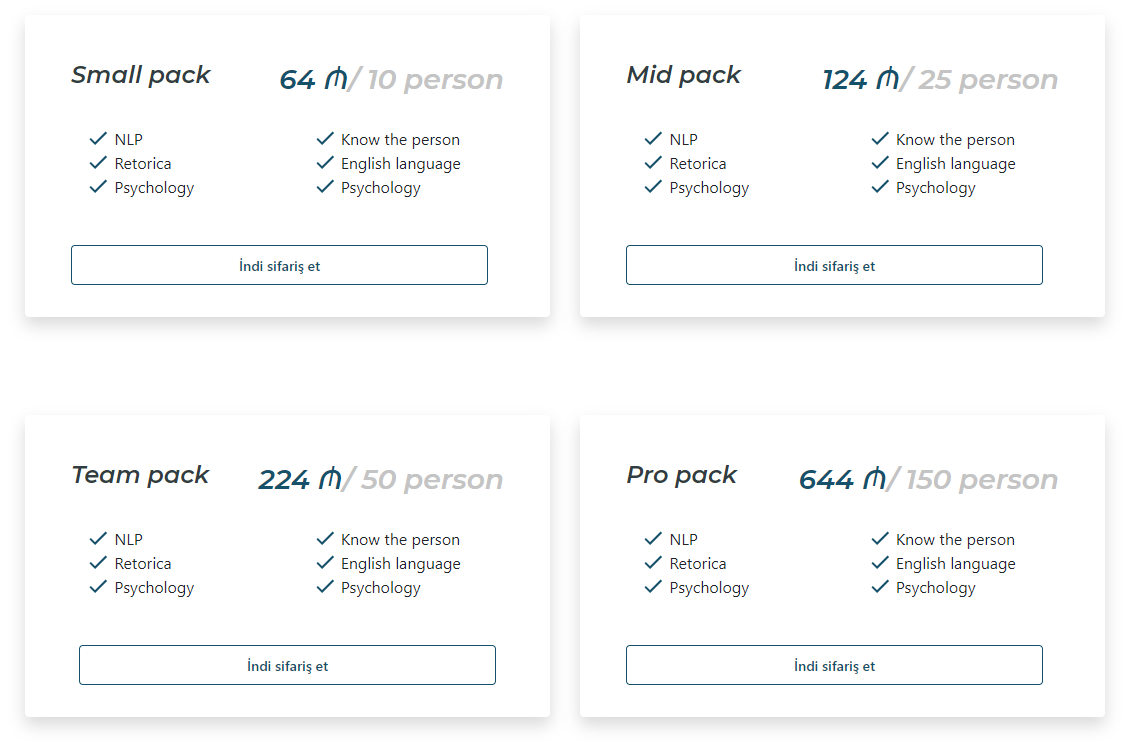 Small pack 64 ₼/ 10 person
NLP Know the person
Retorica English language
Psychology Psychology
İndi sifariş et
Mid pack 124 ₼/ 25 person
NLP Know the person
Retorica English language
Psychology Psychology
İndi sifariş et
Team pack 224 ₼/ 50 person
NLP Know the person
Retorica English language
Psychology Psychology
İndi sifariş et
Pro pack 644 ₼/ 150 person
NLP Know the person
Retorica English language
Psychology Psychology
İndi sifariş et